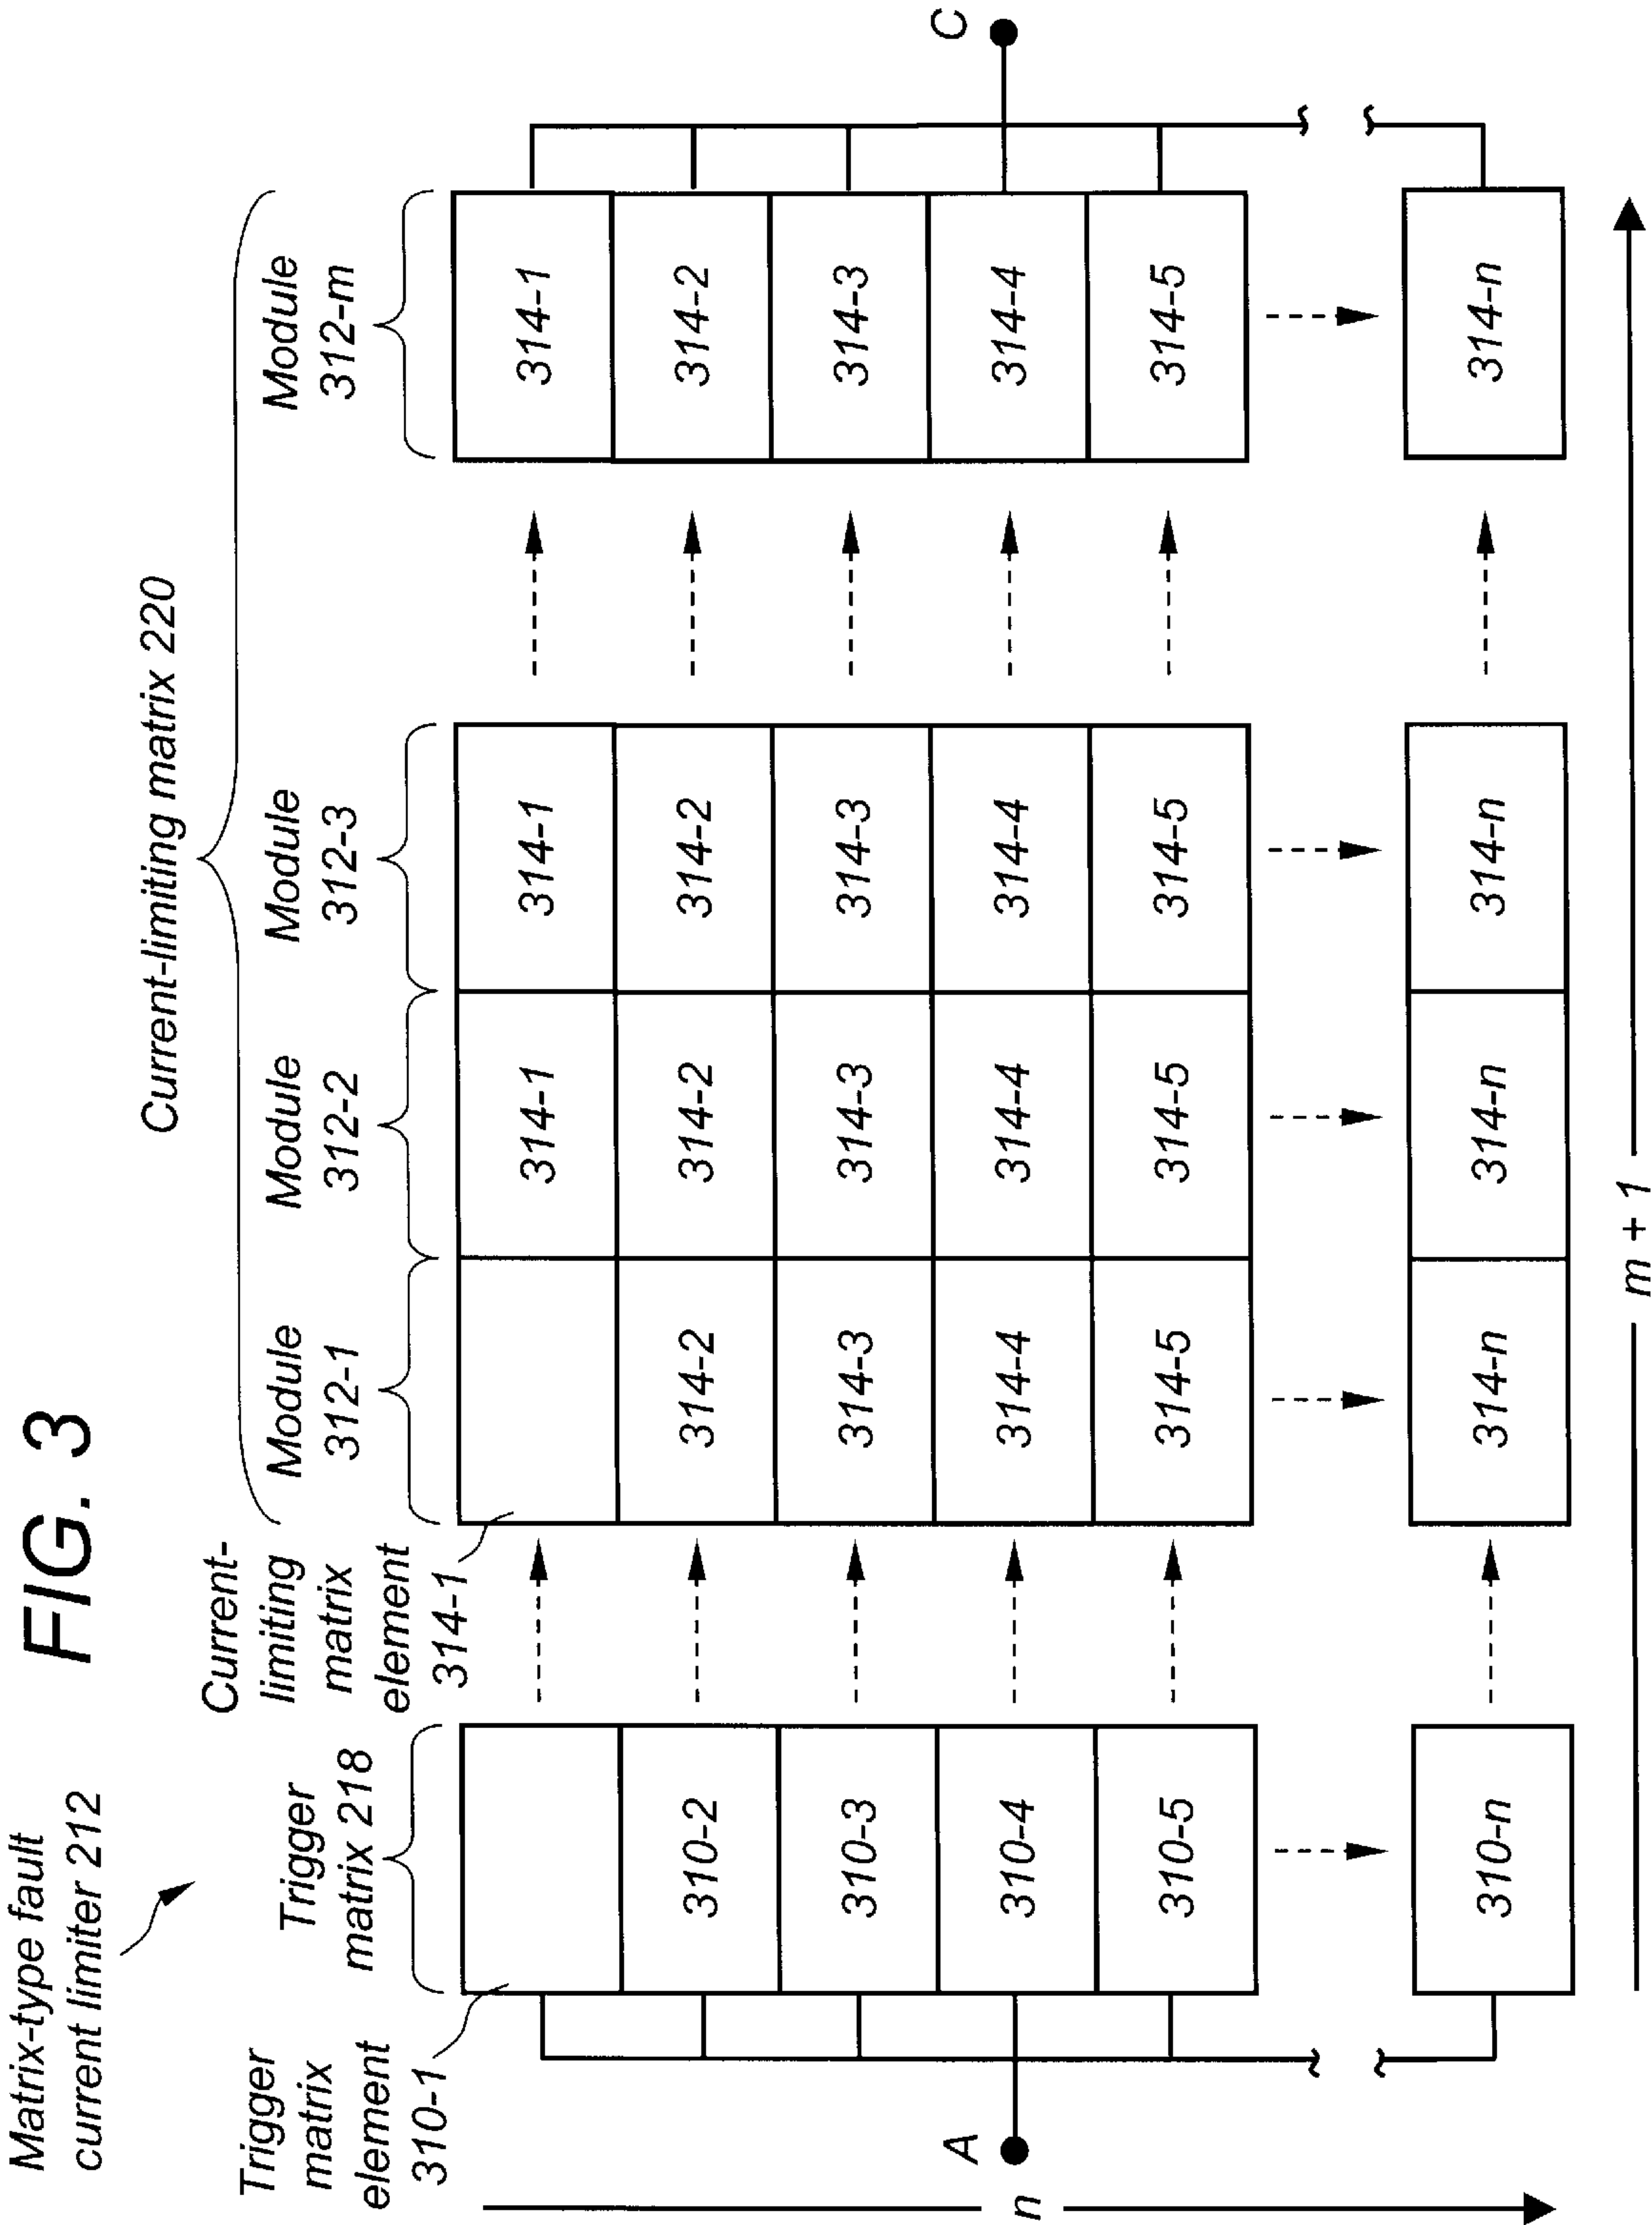 FIG. 3
Matrix-type fault
current limiter 212
Current-limiting matrix 220
Trigger
matrix
element
310-1
Trigger
matrix 218
Current-
limiting
matrix
element
314-1
Module
312-1
Module
312-2
Module
312-3
Module
312-m
314-1
314-1
314-1
310-2
314-2
314-2
314-2
314-2
310-3
314-3
314-3
314-3
314-3
A
C
310-4
314-4
314-4
314-4
314-4
310-5
314-5
314-5
314-5
314-5
n
310-n
314-n
314-n
314-n
314-n
m + 1